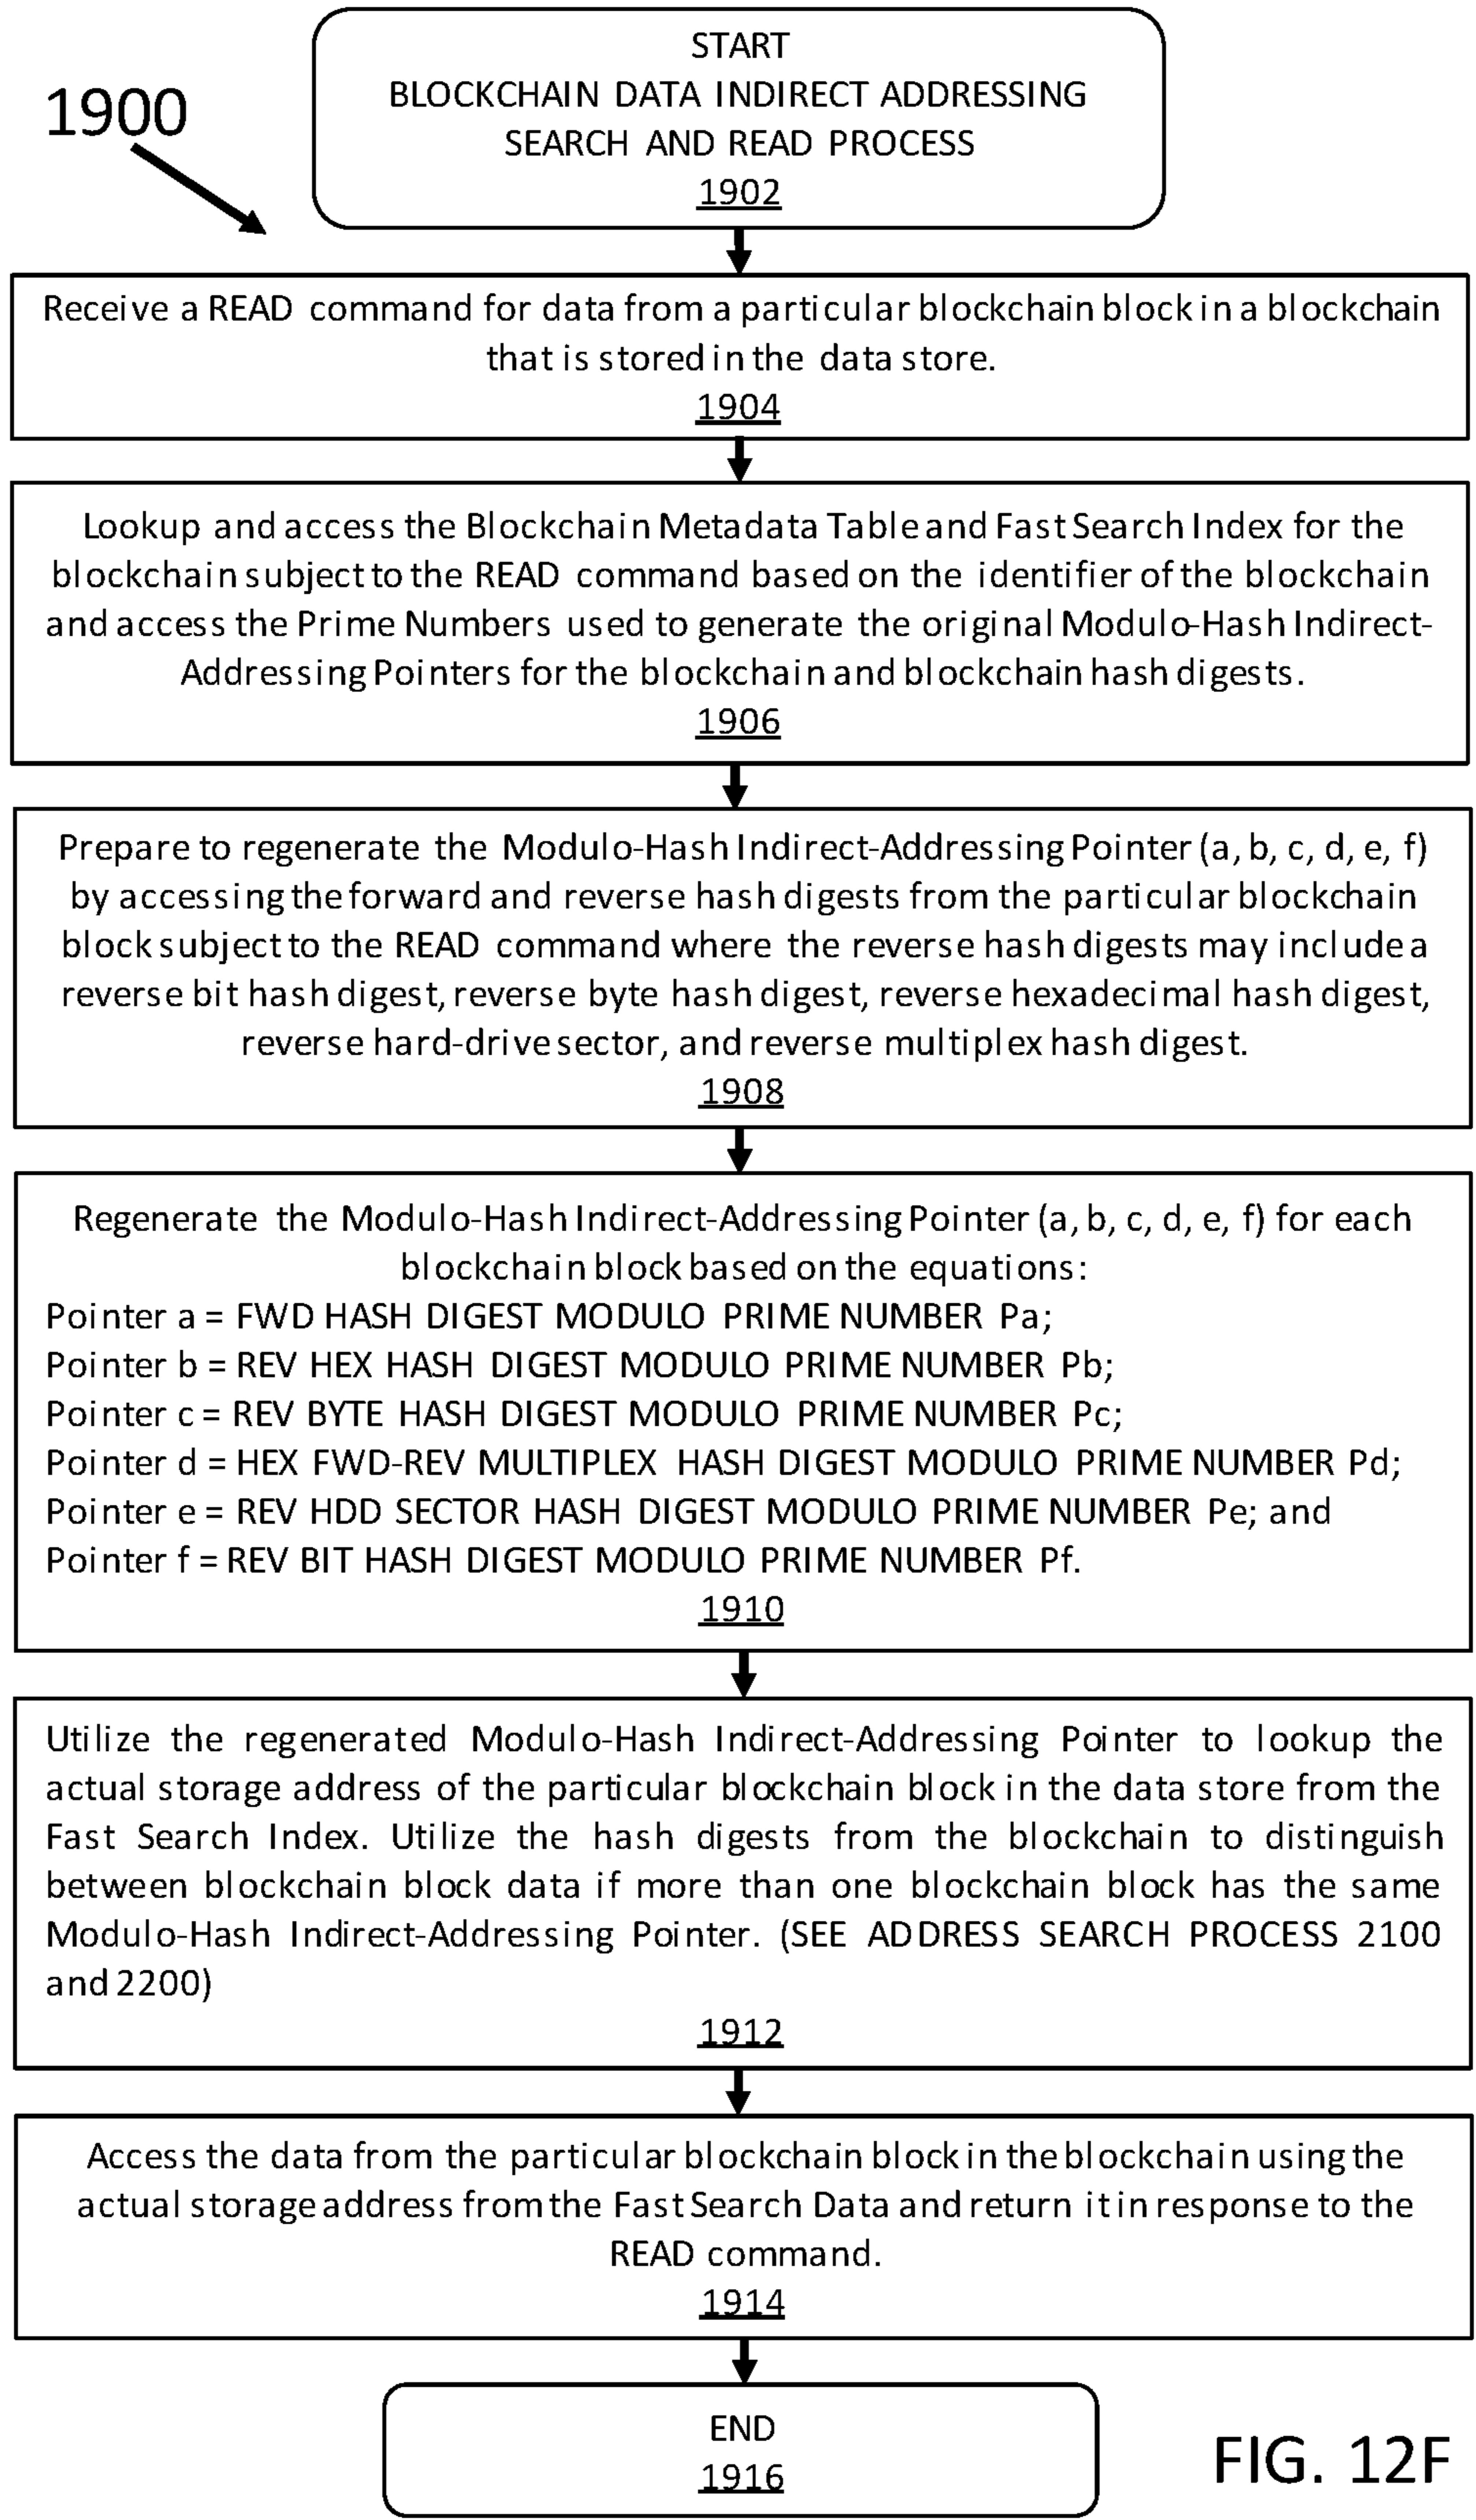 START
BLOCKCHAIN DATA INDIRECT ADDRESSING
SEARCH AND READ PROCESS
1902
1900
Receive a READ command for data from a particular blockchain block in a blockchain
that is stored in the data store.
1904
Lookup and access the Blockchain Metadata Table and Fast Search Index for the
blockchain subject to the READ command based on the identifier of the blockchain
and access the Prime Numbers used to generate the original Modulo-Hash Indirect-
Addressing Pointers for the blockchain and blockchain hash digests.
1906
Prepare to regenerate the Modulo-Hash Indirect-Addressing Pointer (a, b, c, d, e, f)
by accessing the forward and reverse hash digests from the particular blockchain
block subject to the READ command where the reverse hash digests may include a
reverse bit hash digest, reverse byte hash digest, reverse hexadecimal hash digest,
reverse hard-drive sector, and reverse multiplex hash digest.
1908
Regenerate the Modulo-Hash Indirect-Addressing Pointer (a, b, c, d, e, f) for each
blockchain block based on the equations:
Pointer a = FWD HASH DIGEST MODULO PRIME NUMBER Pa;
Pointer b = REV HEX HASH DIGEST MODULO PRIME NUMBER Pb;
Pointer c = REV BYTE HASH DIGEST MODULO PRIME NUMBER Pc;
Pointer d = HEX FWD-REV MULTIPLEX HASH DIGEST MODULO PRIME NUMBER Pd;
Pointer e = REV HDD SECTOR HASH DIGEST MODULO PRIME NUMBER Pe; and
Pointer f = REV BIT HASH DIGEST MODULO PRIME NUMBER Pf.
1910
Utilize the regenerated Modulo-Hash Indirect-Addressing Pointer to lookup the
actual storage address of the particular blockchain block in the data store from the
Fast Search Index. Utilize the hash digests from the blockchain to distinguish
between blockchain block data if more than one blockchain block has the same
Modulo-Hash Indirect-Addressing Pointer. (SEE ADDRESS SEARCH PROCESS 2100
and 2200)
1912
Access the data from the particular blockchain block in the blockchain using the
actual storage address from the Fast Search Data and return it in response to the
READ command.
1914
END
1916
FIG. 12F